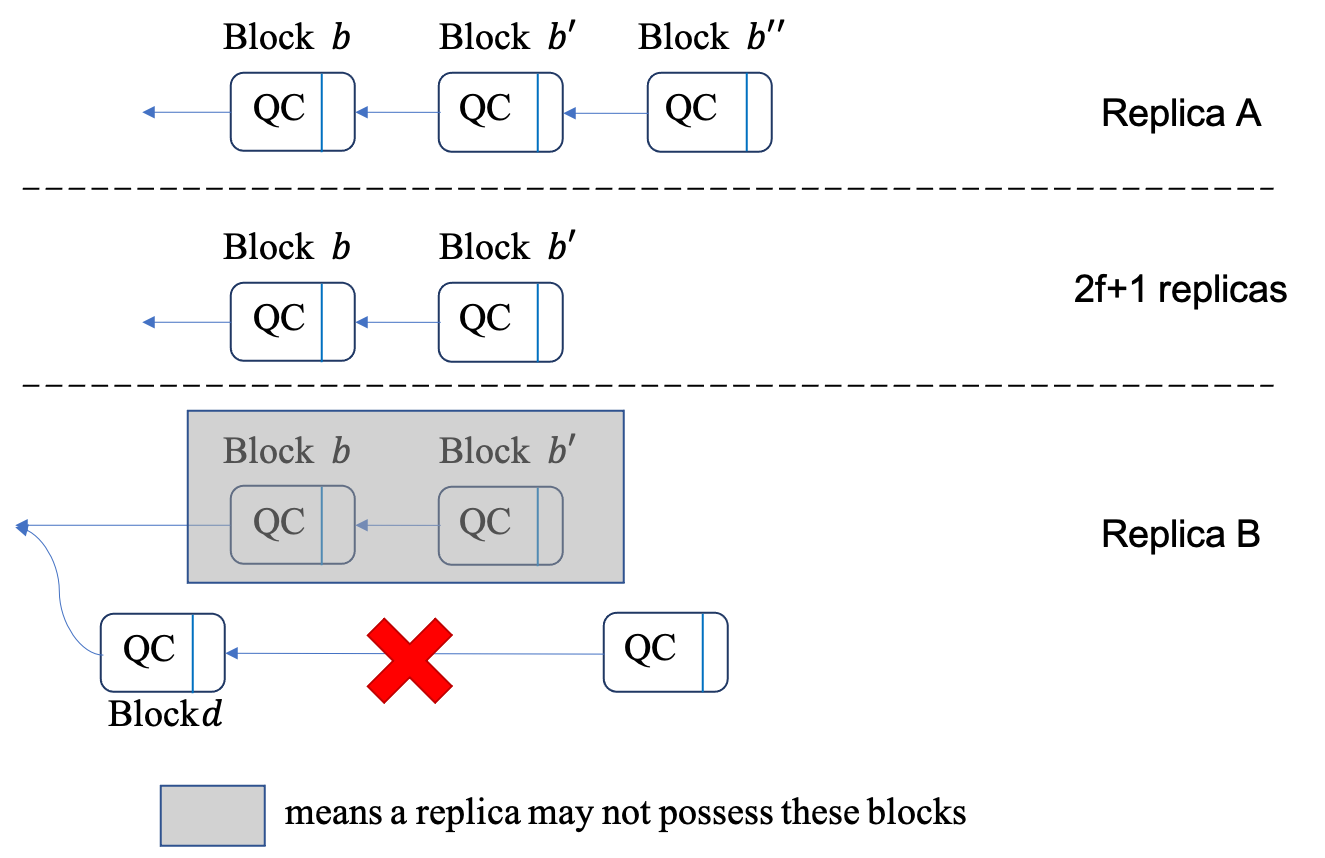 Block b Block b′ Block b′′
QC QC QC Replica A
Block b Block b′
QC QC 2f+1 replicas
Block b Block b′
QC QC Replica B
QC QC
Block d
means a replica may not possess these blocks